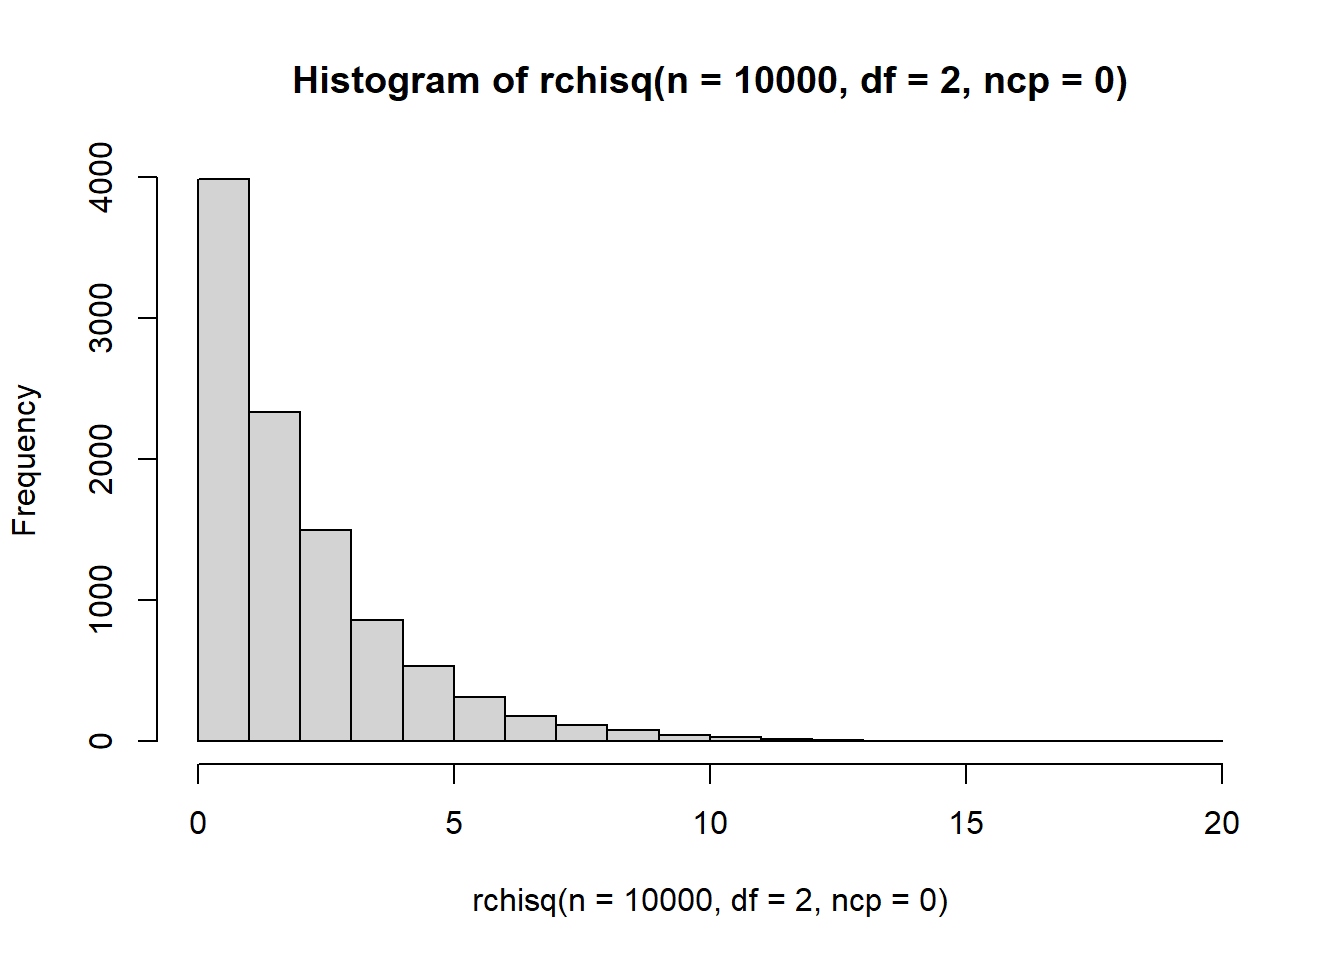 Histogram of rchisq(n = 10000, df = 2, ncp = 0)
Frequency
4000
3000
2000
1000
0
0 5 10 15 20
rchisq(n = 10000, df = 2, ncp = 0)